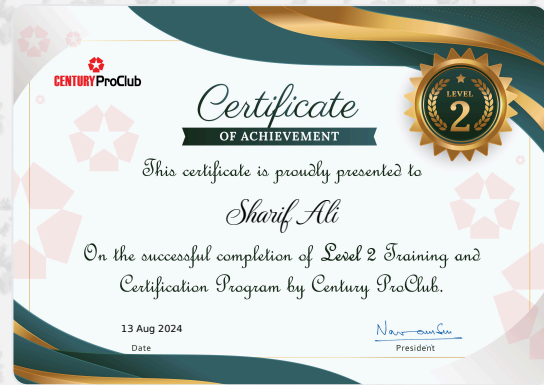 CENTURY ProClub
LEVEL
2
Certificate
OF ACHIEVEMENT
This certificate is proudly presented to
Sharif Ali
On the successful completion of Level 2 Training and
Certification Program by Century ProClub.
13 Aug 2024
Date
President